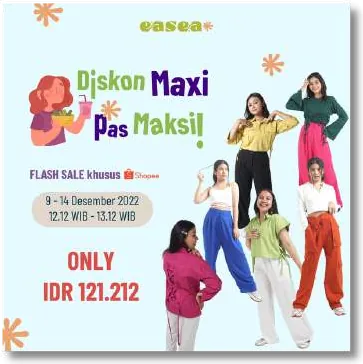 easea
Diskon Maxi
Pas Maksi!
FLASH SALE khusus Shopee
9 - 14 Desember 2022
12.12 WIB - 13.12 WIB
ONLY
IDR 121.212